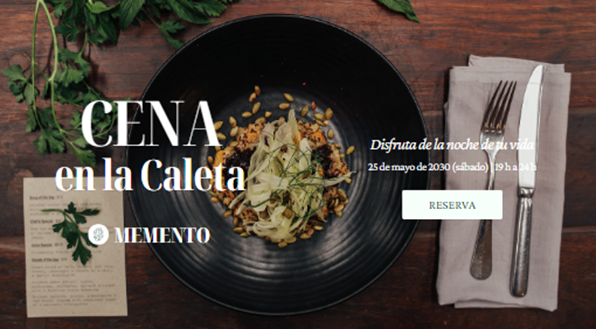 CENA
en la Caleta
MEMENTO
Disfruta de la noche de tu vida
25 de mayo de 2030 (sábado) | 19 h a 24 h
RESERVA